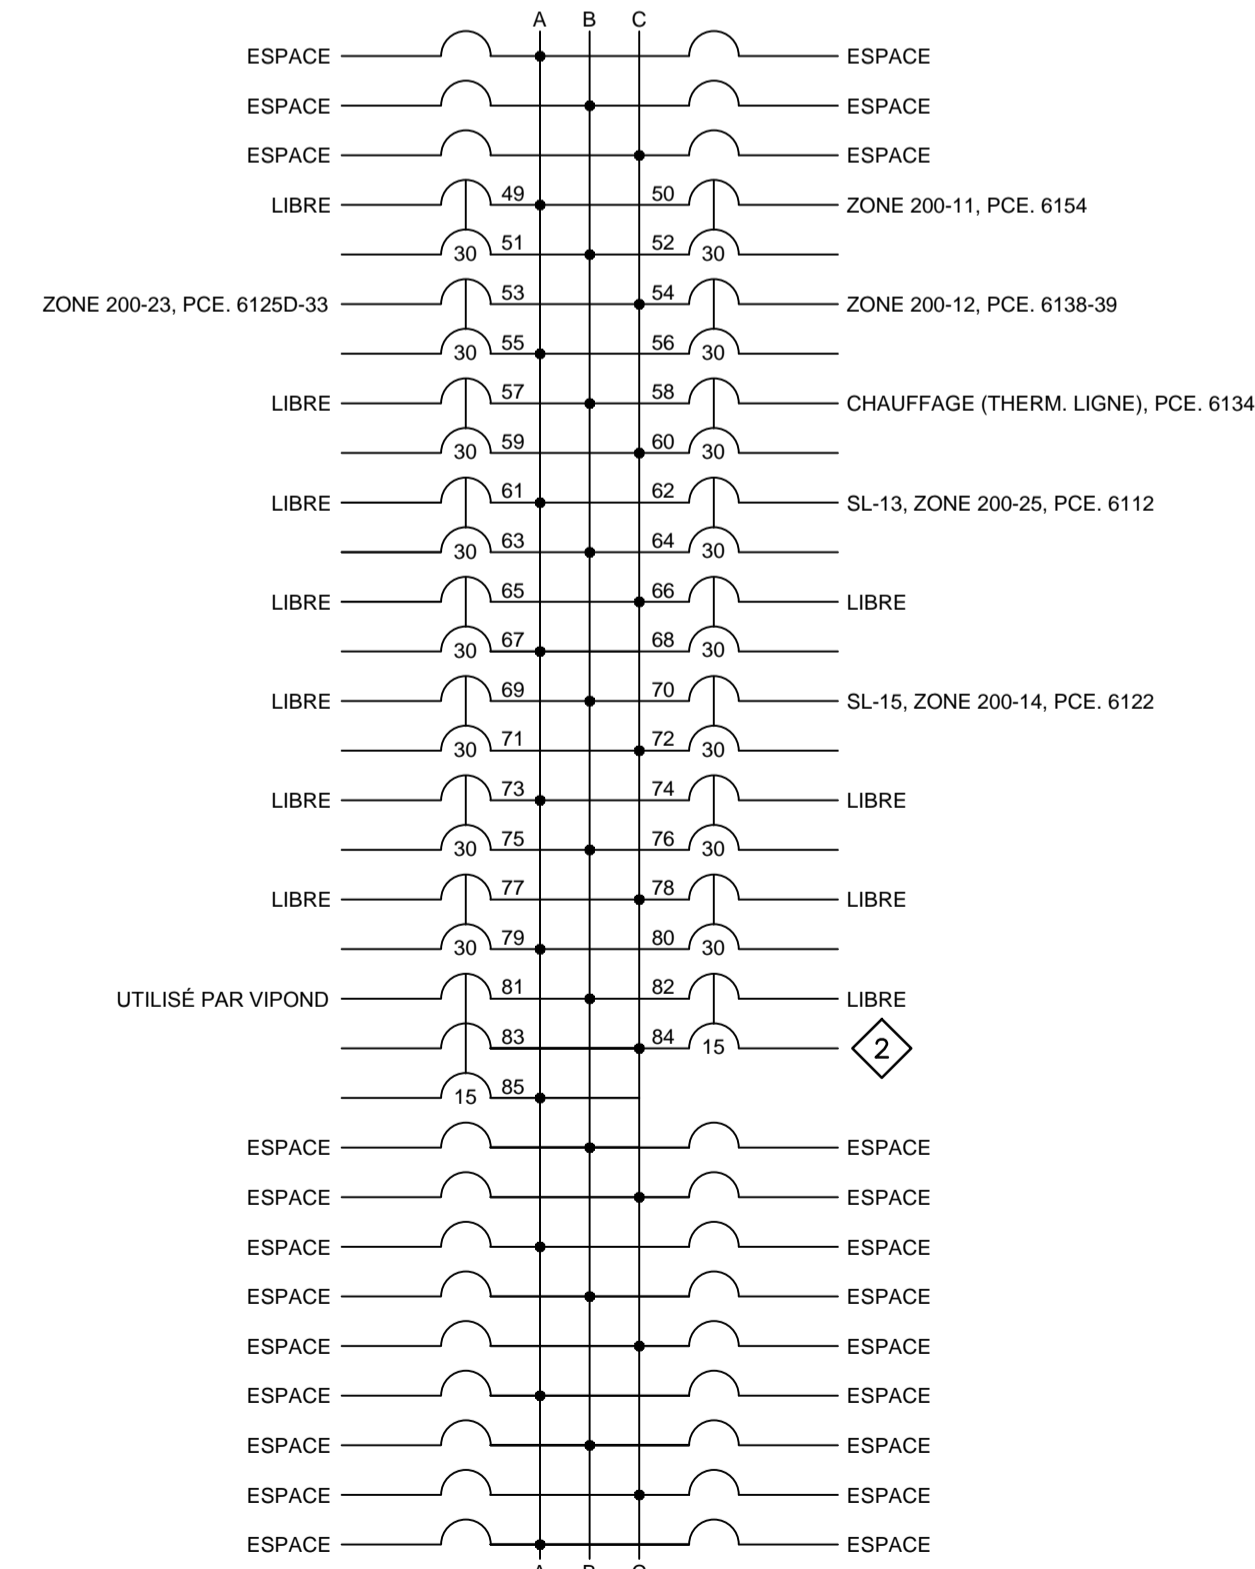 A B C
ESPACE ESPACE
ESPACE ESPACE
ESPACE ESPACE
LIBRE 49 50 ZONE 200-11, PCE. 6154
30 51 52 30
ZONE 200-23, PCE. 6125D-33 53 54 ZONE 200-12, PCE. 6138-39
30 55 56 30
LIBRE 57 58 CHAUFFAGE (THERM. LIGNE), PCE. 6134
30 59 60 30
LIBRE 61 62 SL-13, ZONE 200-25, PCE. 6112
30 63 64 30
LIBRE 65 66 LIBRE
30 67 68 30
LIBRE 69 70 SL-15, ZONE 200-14, PCE. 6122
30 71 72 30
LIBRE 73 74 LIBRE
30 75 76 30
LIBRE 77 78 LIBRE
30 79 80 30
UTILISÉ PAR VIPOND 81 82 LIBRE
83 84 15 2
15 85
ESPACE ESPACE
ESPACE ESPACE
ESPACE ESPACE
ESPACE ESPACE
ESPACE ESPACE
ESPACE ESPACE
ESPACE ESPACE
ESPACE ESPACE
ESPACE ESPACE